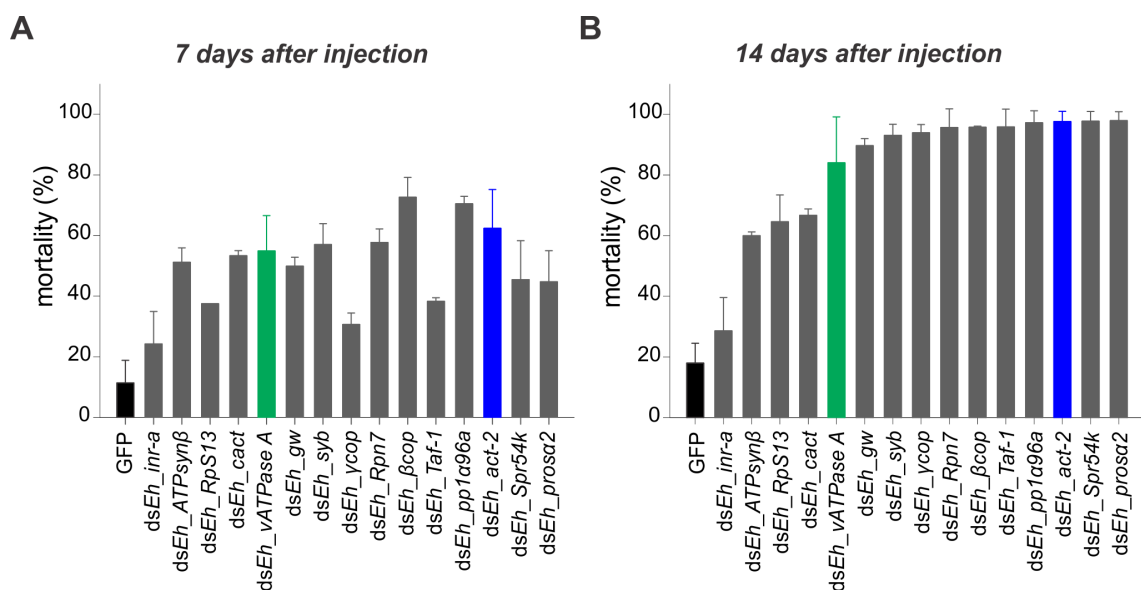 A
7 days after injection
mortality (%)
100
80
60
40
20
0
GFP
dsEh_inr-a
dsEh_ATPsynβ
dsEh_RpS13
dsEh_cact
dsEh_vATPase A
dsEh_gw
dsEh_syb
dsEh_γcop
dsEh_Rpn7
dsEh_βcop
dsEh_Taf-1
dsEh_pp1α96a
dsEh_act-2
dsEh_Spr54k
dsEh_prosα2
B
14 days after injection
mortality (%)
100
80
60
40
20
0
GFP
dsEh_inr-a
dsEh_ATPsynβ
dsEh_RpS13
dsEh_cact
dsEh_vATPase A
dsEh_gw
dsEh_syb
dsEh_γcop
dsEh_Rpn7
dsEh_βcop
dsEh_Taf-1
dsEh_pp1α96a
dsEh_act-2
dsEh_Spr54k
dsEh_prosα2